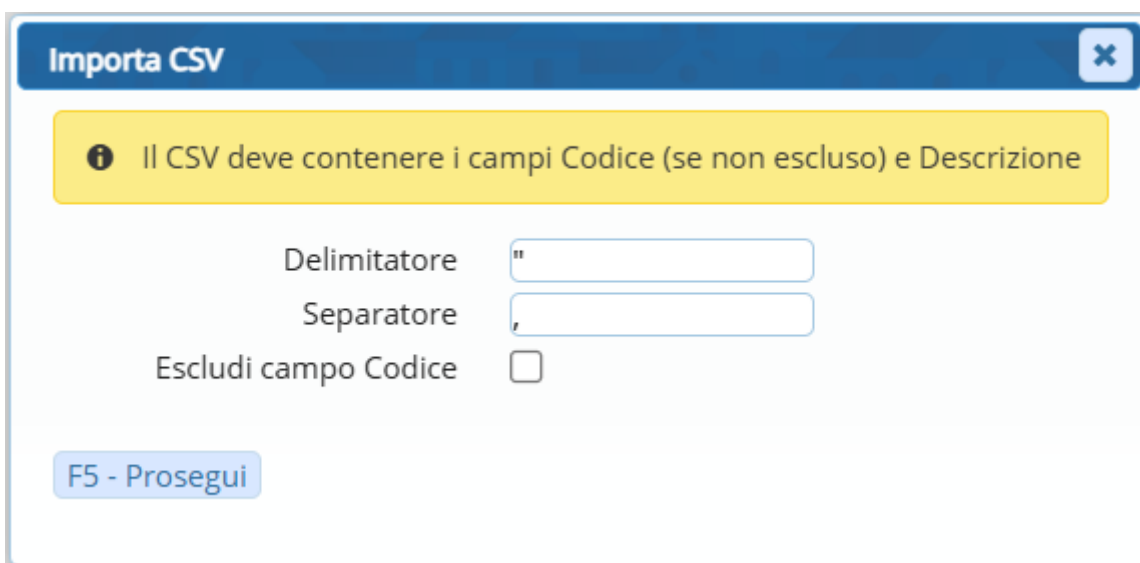 Importa CSV
Il CSV deve contenere i campi Codice (se non escluso) e Descrizione
Delimitatore "
Separatore ,
Escludi campo Codice
F5 - Prosegui